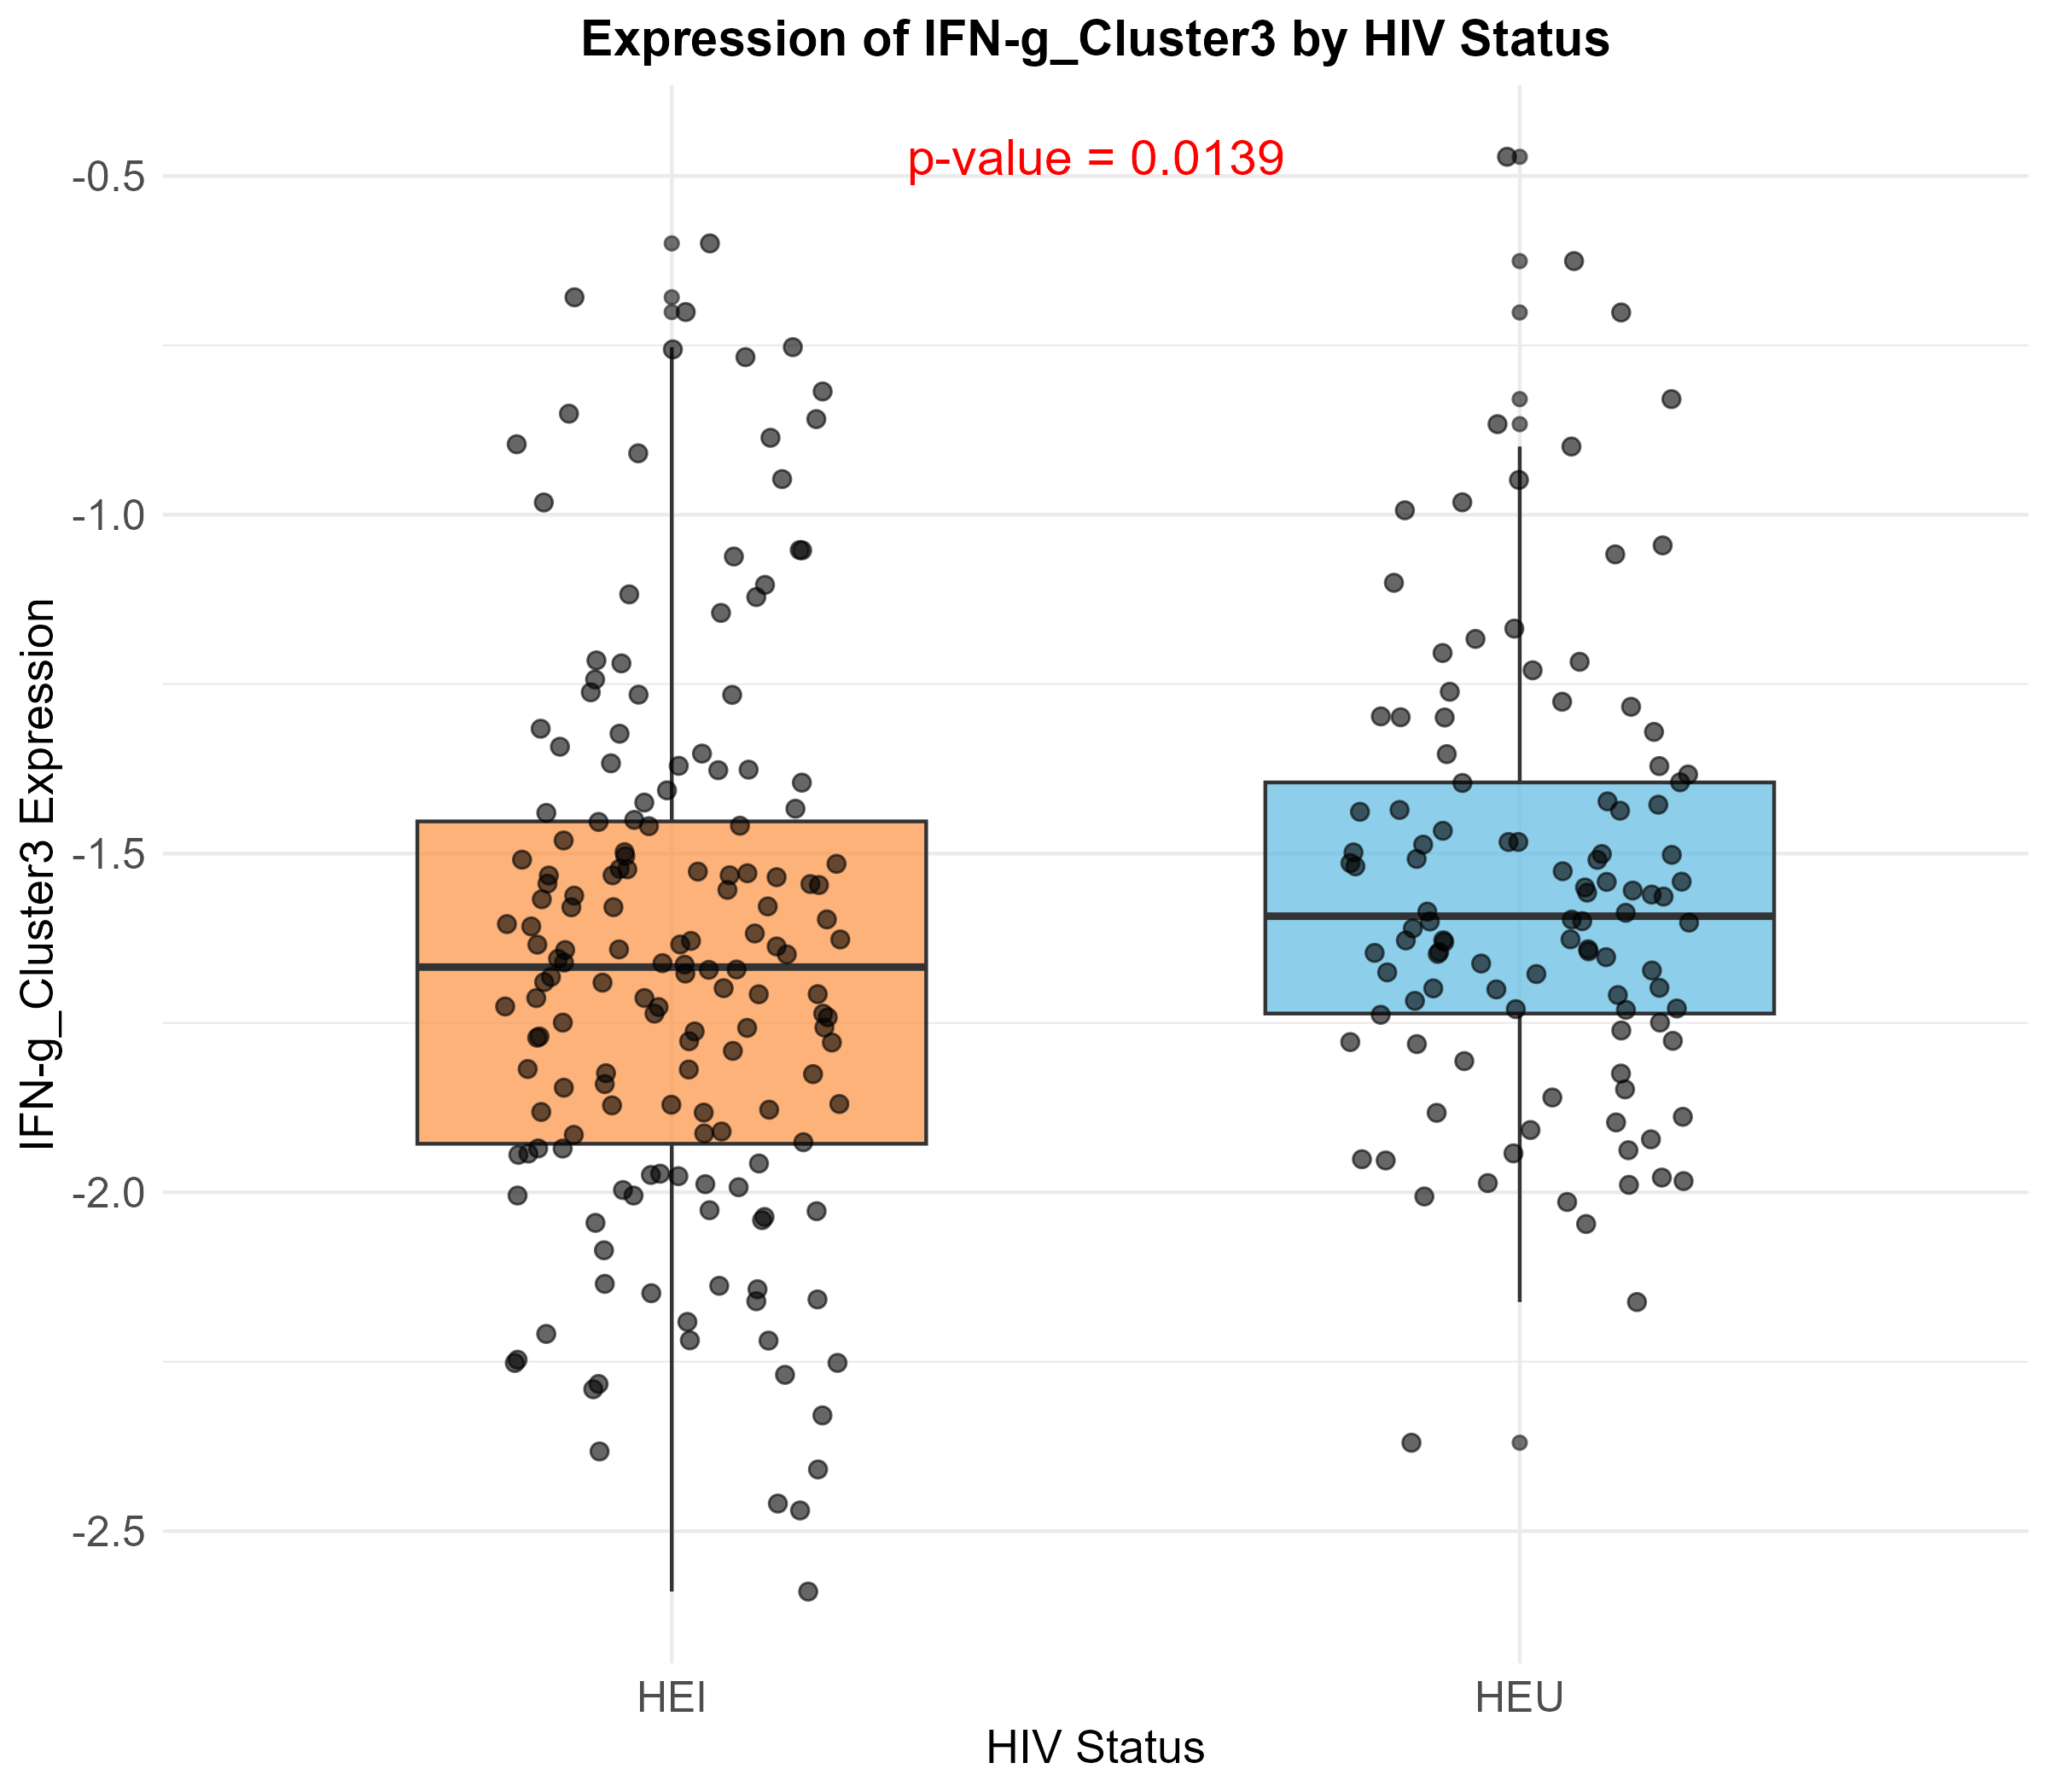 Expression of IFN-g_Cluster3 by HIV Status
p-value = 0.0139
IFN-g_Cluster3 Expression
-0.5
-1.0
-1.5
-2.0
-2.5
HEI
HEU
HIV Status